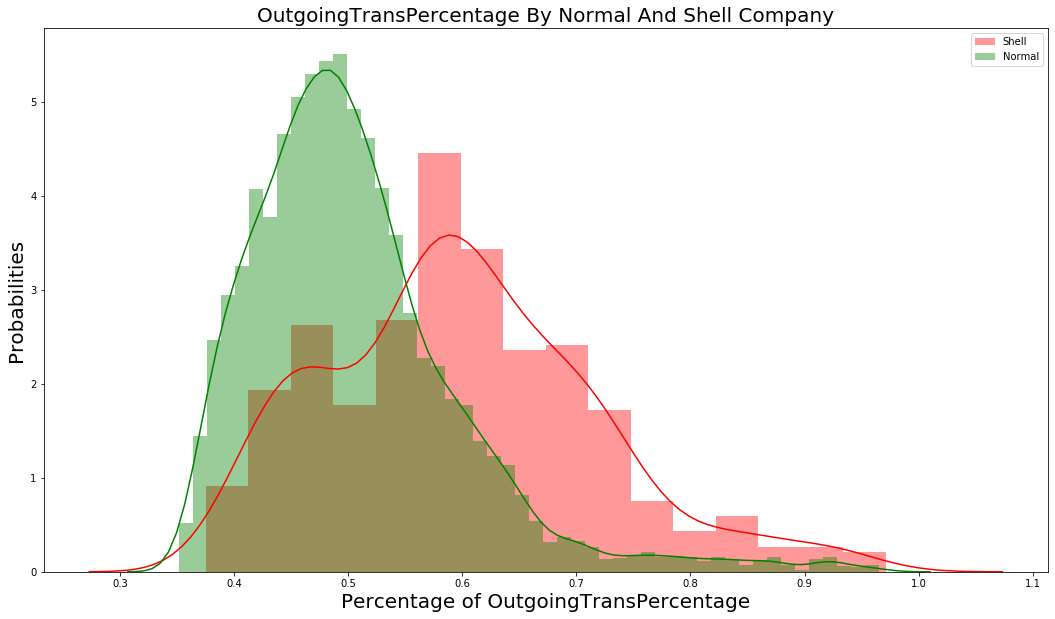 OutgoingTransPercentage By Normal And Shell Company
Shell
Normal
Probabilities
5
4
3
2
1
0
0.3 0.4 0.5 0.6 0.7 0.8 0.9 1.0 1.1
Percentage of OutgoingTransPercentage